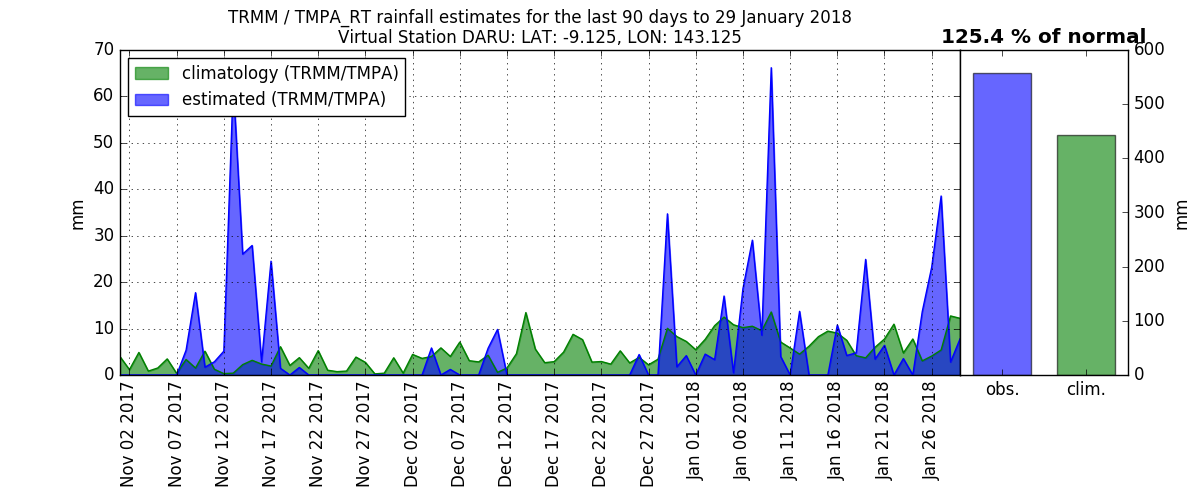 TRMM / TMPA_RT rainfall estimates for the last 90 days to 29 January 2018
Virtual Station DARU: LAT: -9.125, LON: 143.125
125.4 % of normal
climatology (TRMM/TMPA)
estimated (TRMM/TMPA)
mm
70
60
50
40
30
20
10
0
Nov 02 2017
Nov 07 2017
Nov 12 2017
Nov 17 2017
Nov 22 2017
Nov 27 2017
Dec 02 2017
Dec 07 2017
Dec 12 2017
Dec 17 2017
Dec 22 2017
Dec 27 2017
Jan 01 2018
Jan 06 2018
Jan 11 2018
Jan 16 2018
Jan 21 2018
Jan 26 2018
obs.
clim.
600
500
400
300
200
100
0
mm